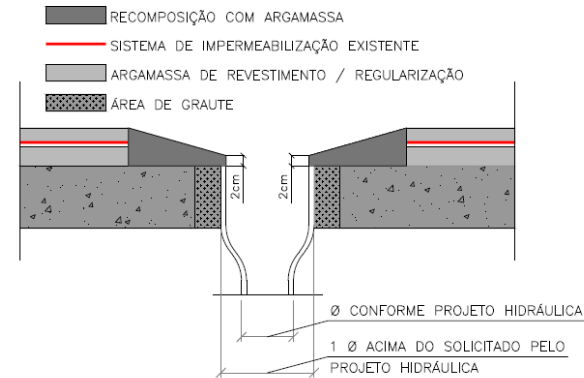 RECOMPOSIÇÃO COM ARGAMASSA
SISTEMA DE IMPERMEABILIZAÇÃO EXISTENTE
ARGAMASSA DE REVESTIMENTO / REGULARIZAÇÃO
ÁREA DE GRAUTE
2cm
2cm
Ø CONFORME PROJETO HIDRÁULICA
1 Ø ACIMA DO SOLICITADO PELO
PROJETO HIDRÁULICA